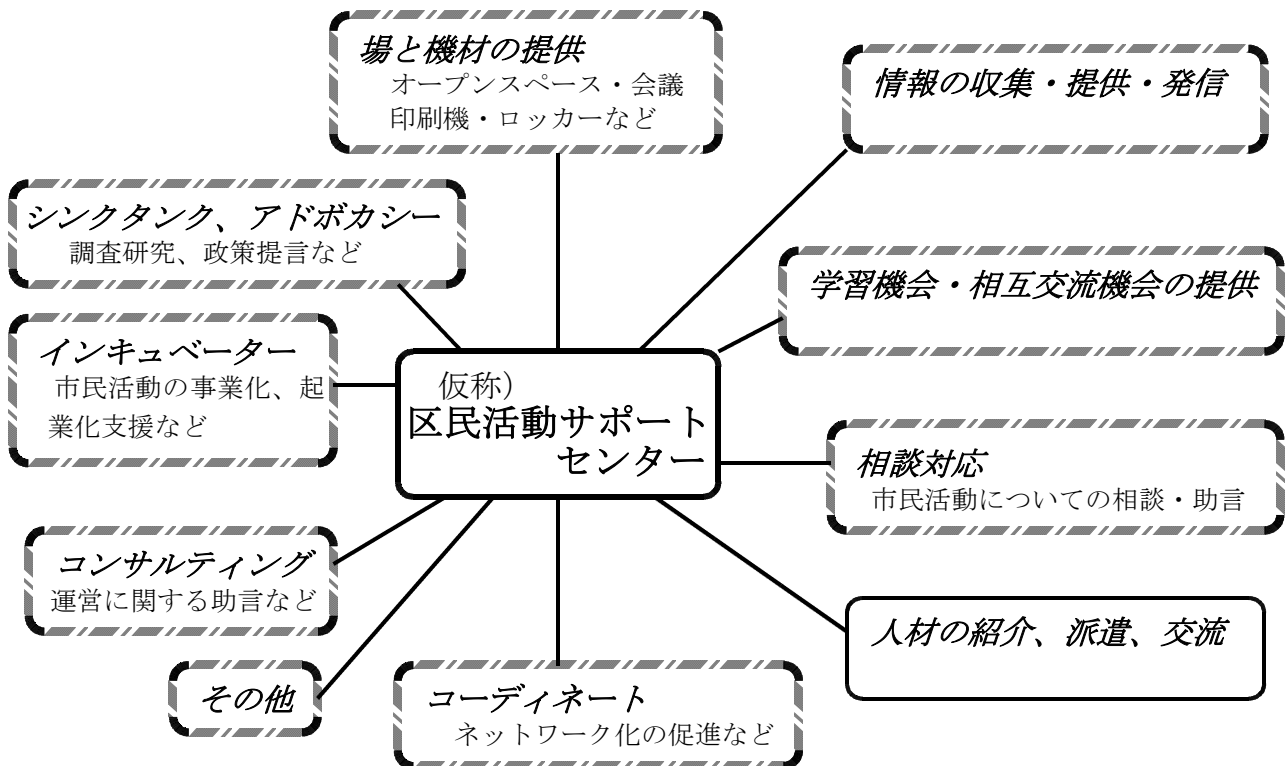 場と機材の提供
オープンスペース・会議
印刷機・ロッカーなど
情報の収集・提供・発信
シンクタンク、アドボカシー
調査研究、政策提言など
学習機会・相互交流機会の提供
インキュベーター
市民活動の事業化、起
業化支援など
仮称）
区民活動サポート
センター
相談対応
市民活動についての相談・助言
コンサルティング
運営に関する助言など
人材の紹介、派遣、交流
その他
コーディネート
ネットワーク化の促進など